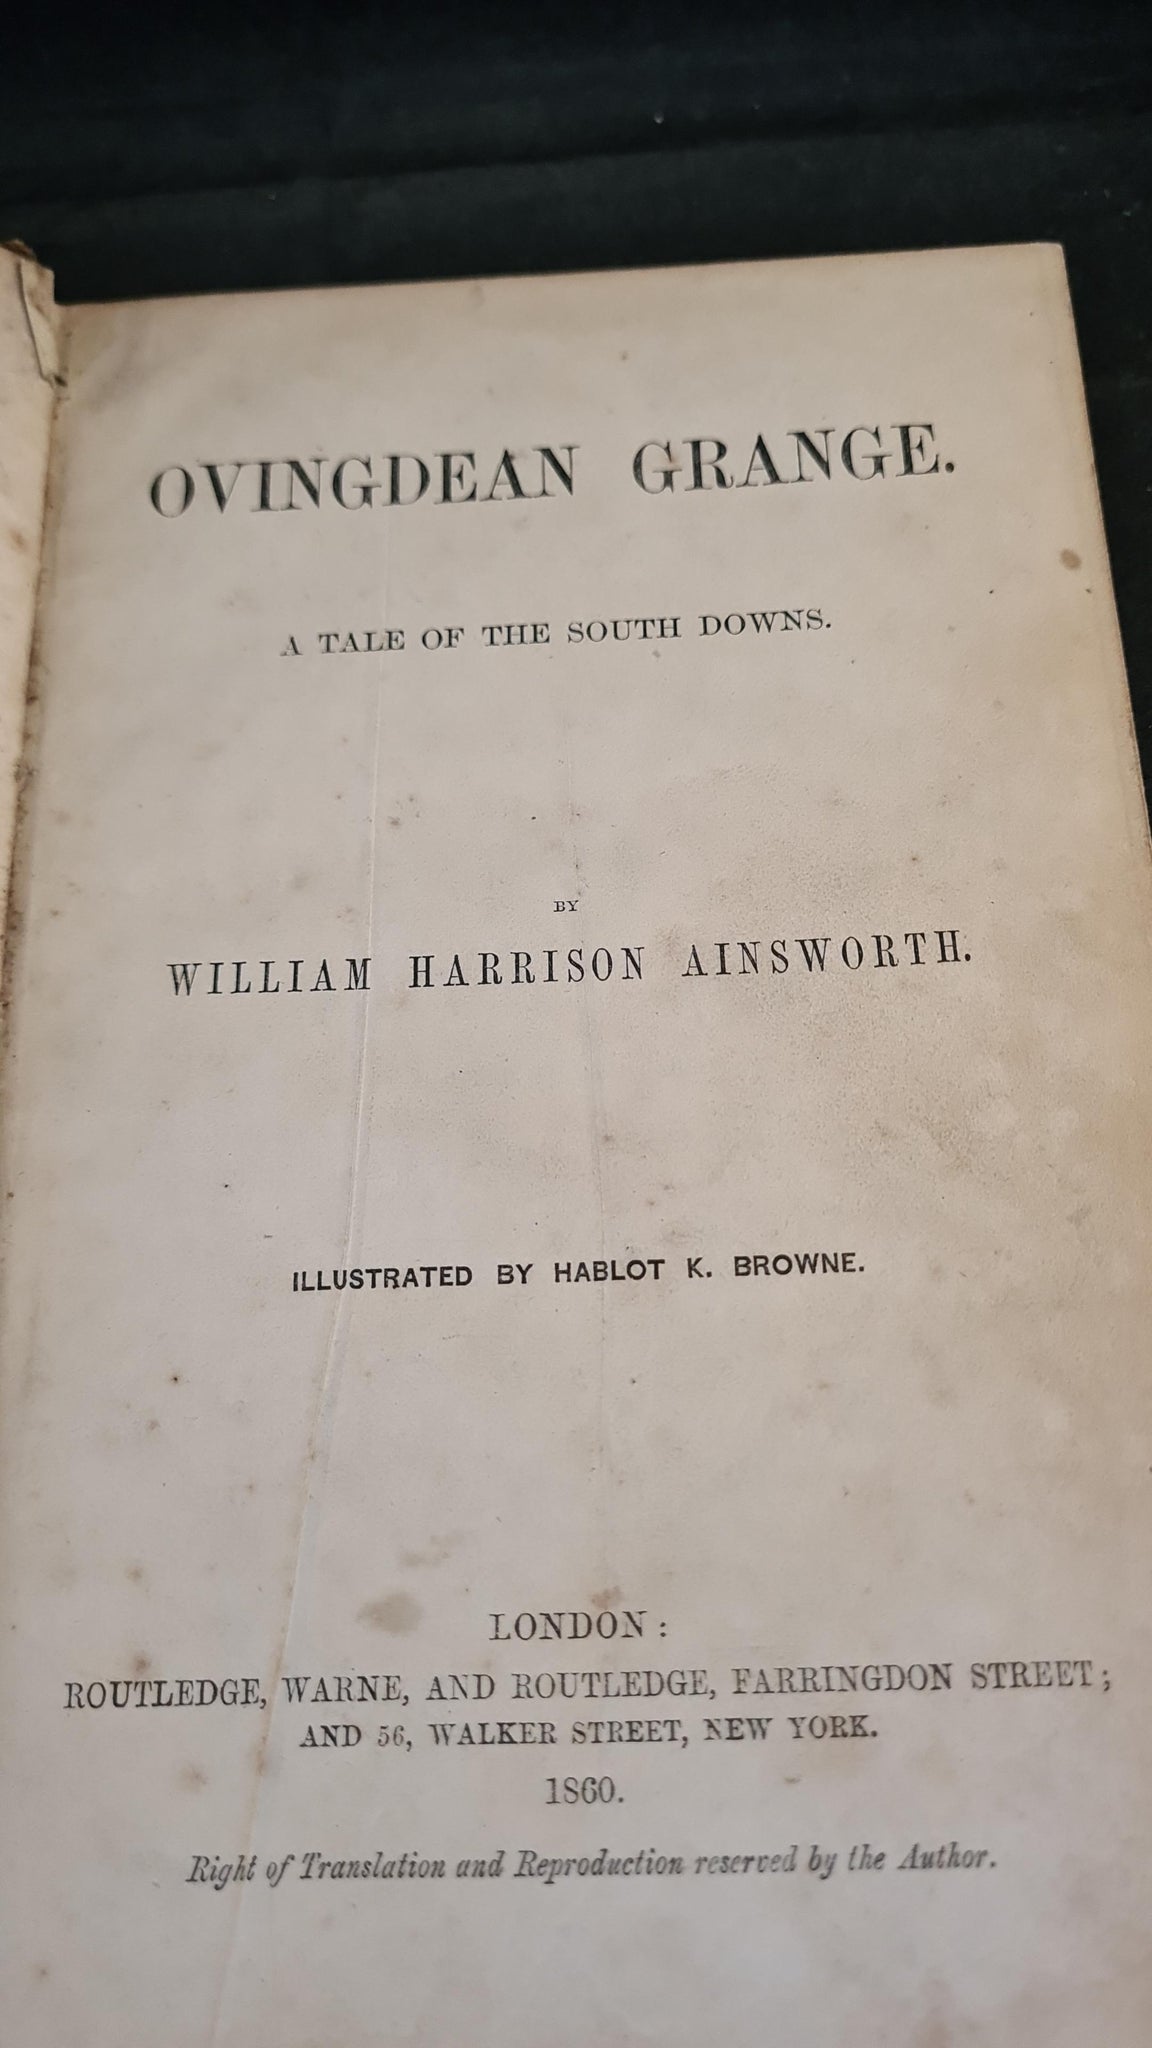 OVINGDEAN GRANGE.
A TALE OF THE SOUTH DOWNS.
BY
WILLIAM HARRISON AINSWORTH.
ILLUSTRATED BY HABLOT K. BROWNE.
LONDON:
ROUTLEDGE, WARNE, AND ROUTLEDGE, FARRINGDON STREET;
AND 56, WALKER STREET, NEW YORK.
1860.
Right of Translation and Reproduction reserved by the Author.